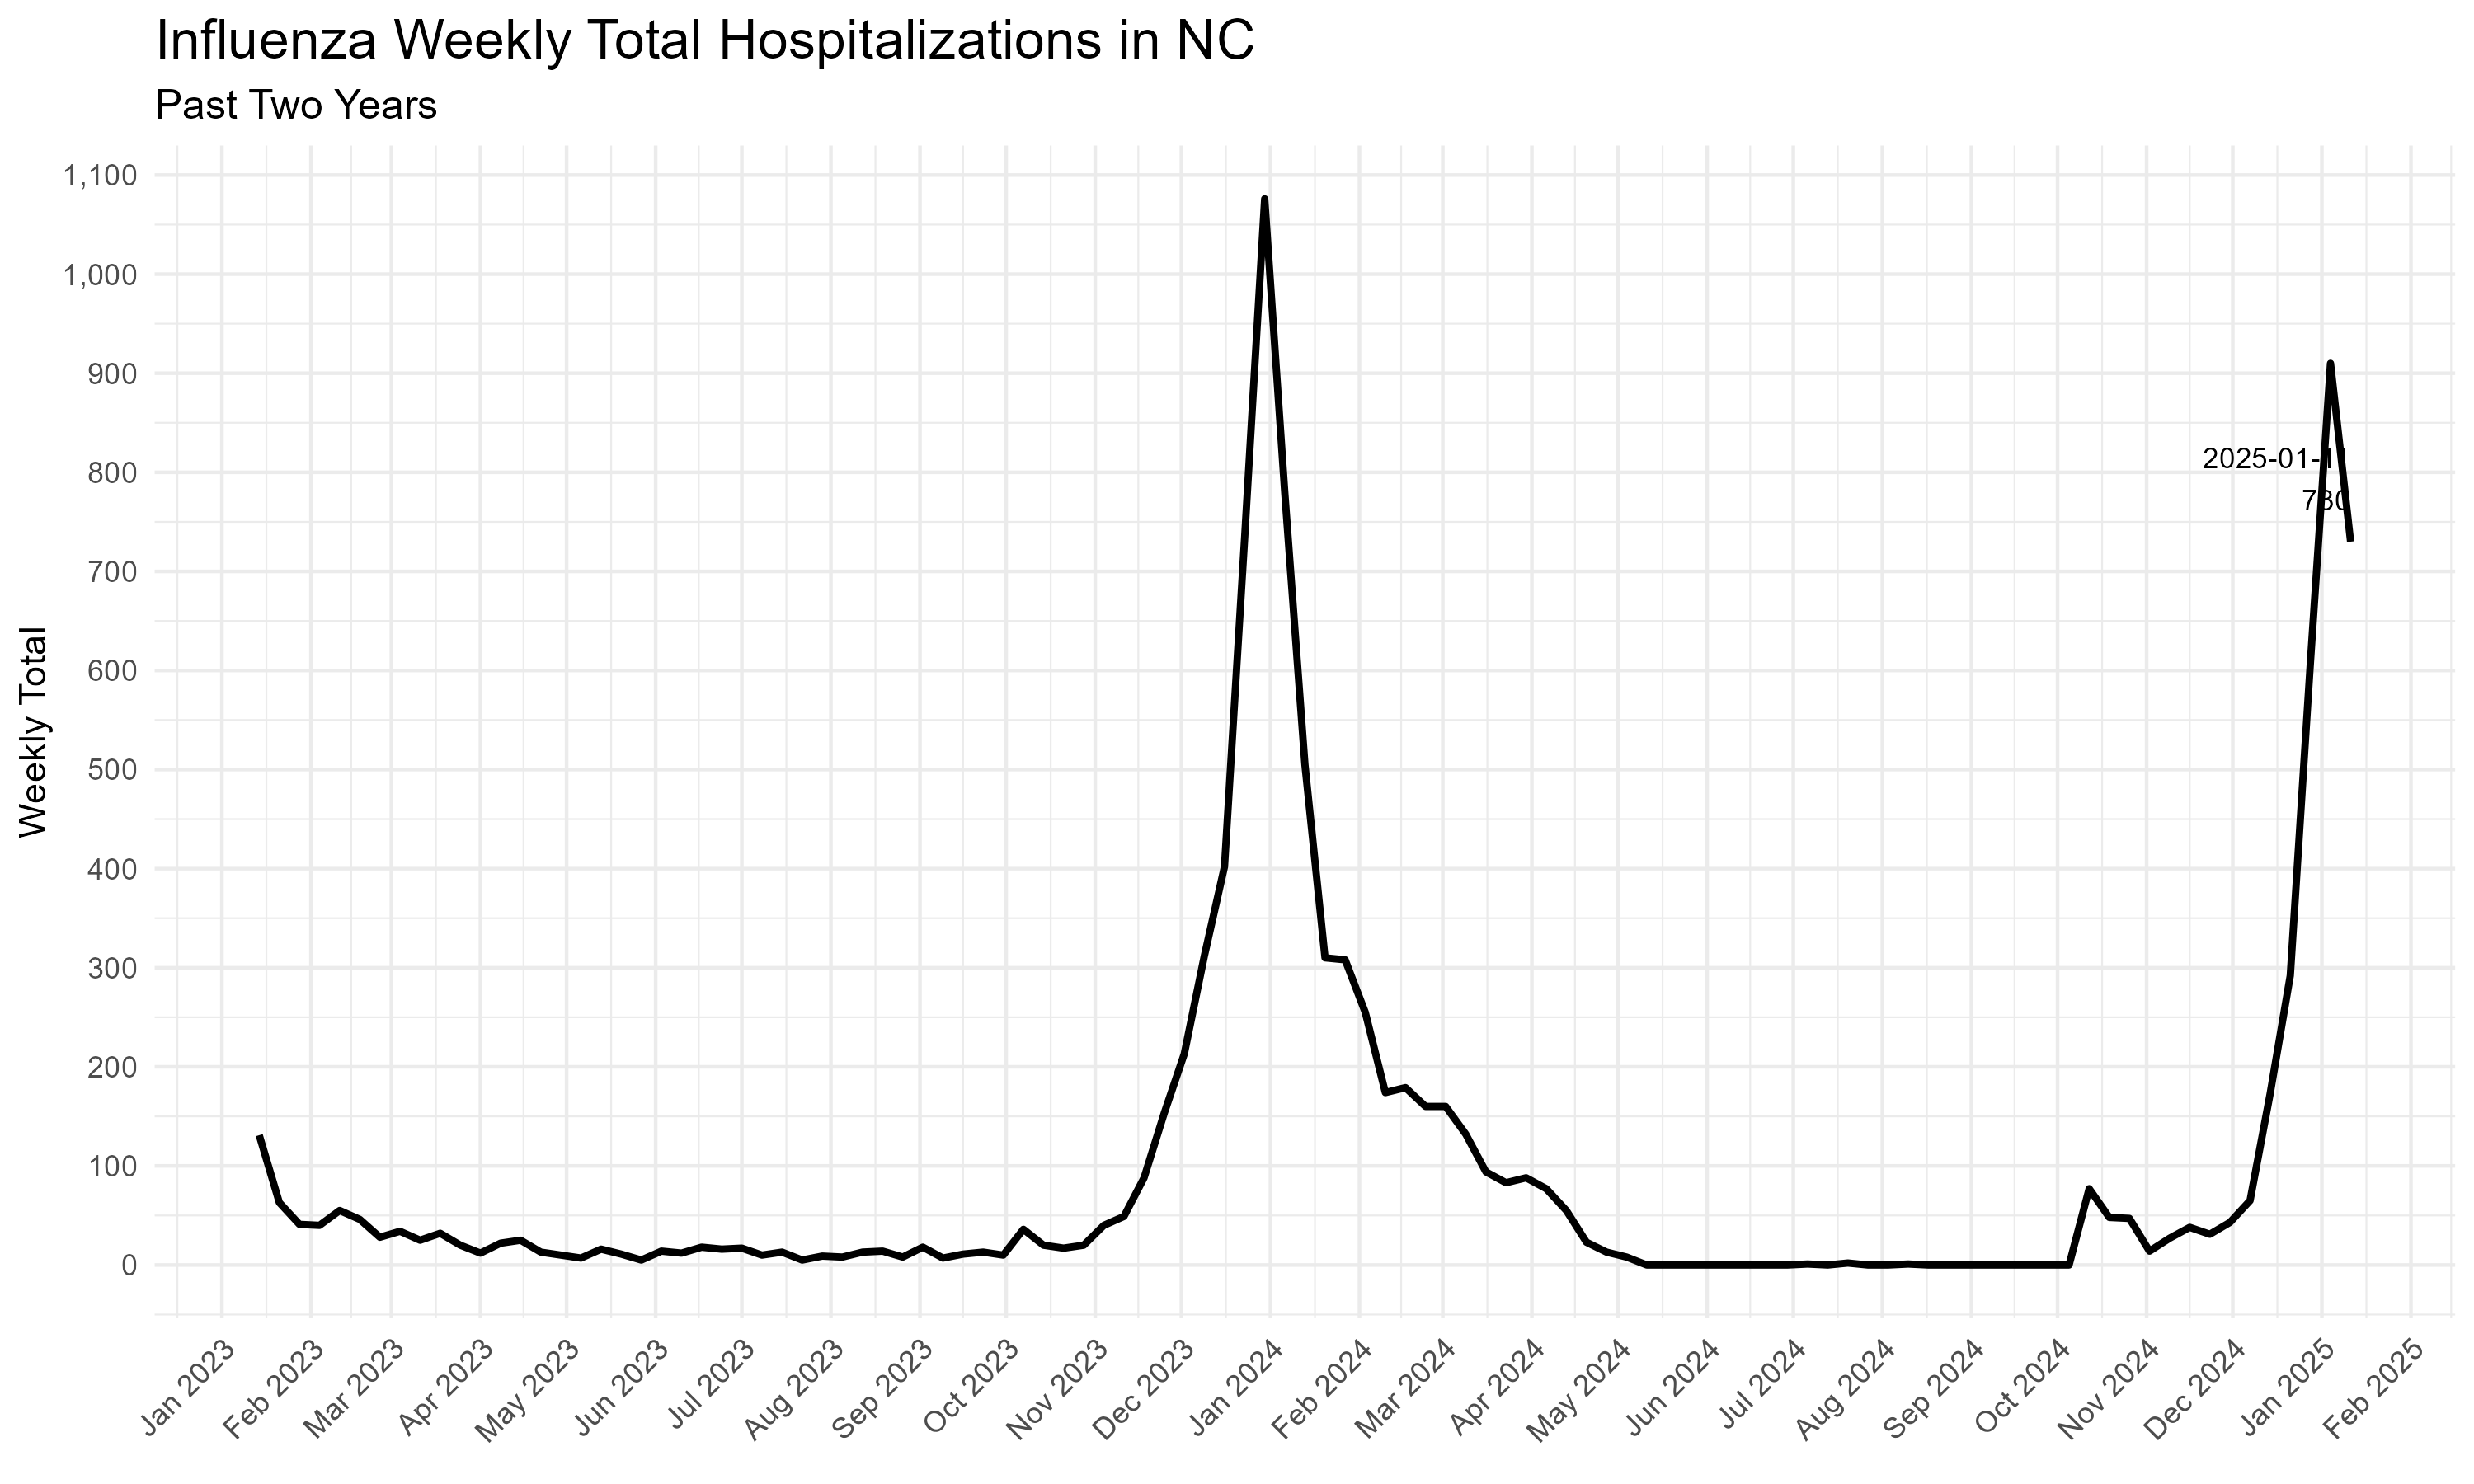 Influenza Weekly Total Hospitalizations in NC
Past Two Years
1,100
1,000
900
800
700
600
500
400
300
200
100
0
Weekly Total
2025-01-11
730
Jan 2023
Feb 2023
Mar 2023
Apr 2023
May 2023
Jun 2023
Jul 2023
Aug 2023
Sep 2023
Oct 2023
Nov 2023
Dec 2023
Jan 2024
Feb 2024
Mar 2024
Apr 2024
May 2024
Jun 2024
Jul 2024
Aug 2024
Sep 2024
Oct 2024
Nov 2024
Dec 2024
Jan 2025
Feb 2025